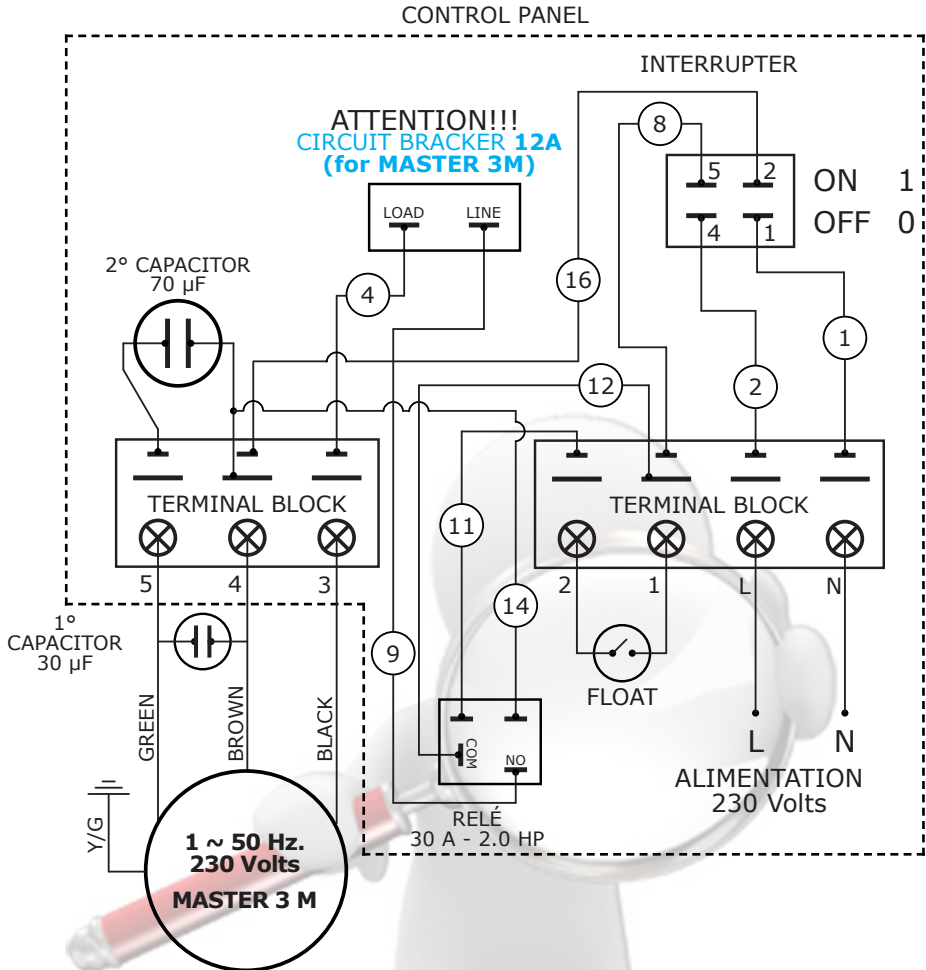 CONTROL PANEL
INTERRUPTER
ATTENTION!!!
CIRCUIT BRACKER 12A
(for MASTER 3M)
8
5 2
ON 1
LOAD LINE
OFF 0
4 1
2° CAPACITOR
70 µF
16
4
1
12
2
TERMINAL BLOCK
TERMINAL BLOCK
11
5 4 3
2 1 L N
14
1°
CAPACITOR
30 µF
9
FLOAT
GREEN
BROWN
BLACK
COM
NO
L N
ALIMENTATION
230 Volts
RELÉ
30 A - 2.0 HP
Y/G
1 ~ 50 Hz.
230 Volts
MASTER 3 M